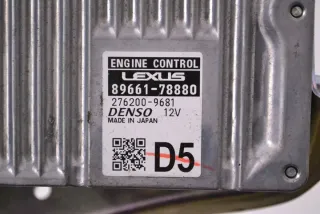 ENGINE CONTROL
LEXUS
89661-78880
276200-9681
DENSO 12V
MADE IN JAPAN
D5